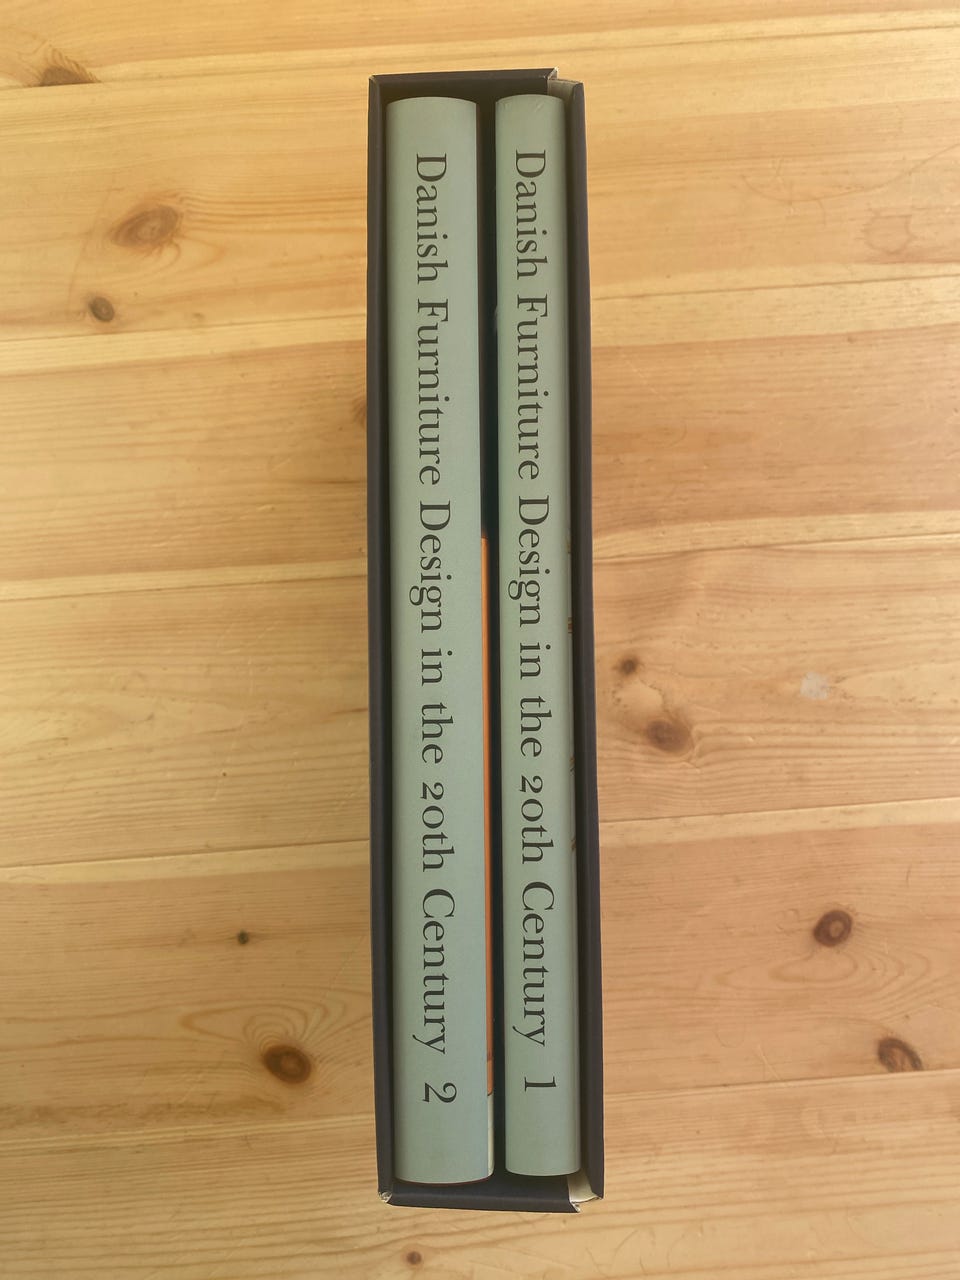 Danish Furniture Design in the 20th Century 2
Danish Furniture Design in the 20th Century 1